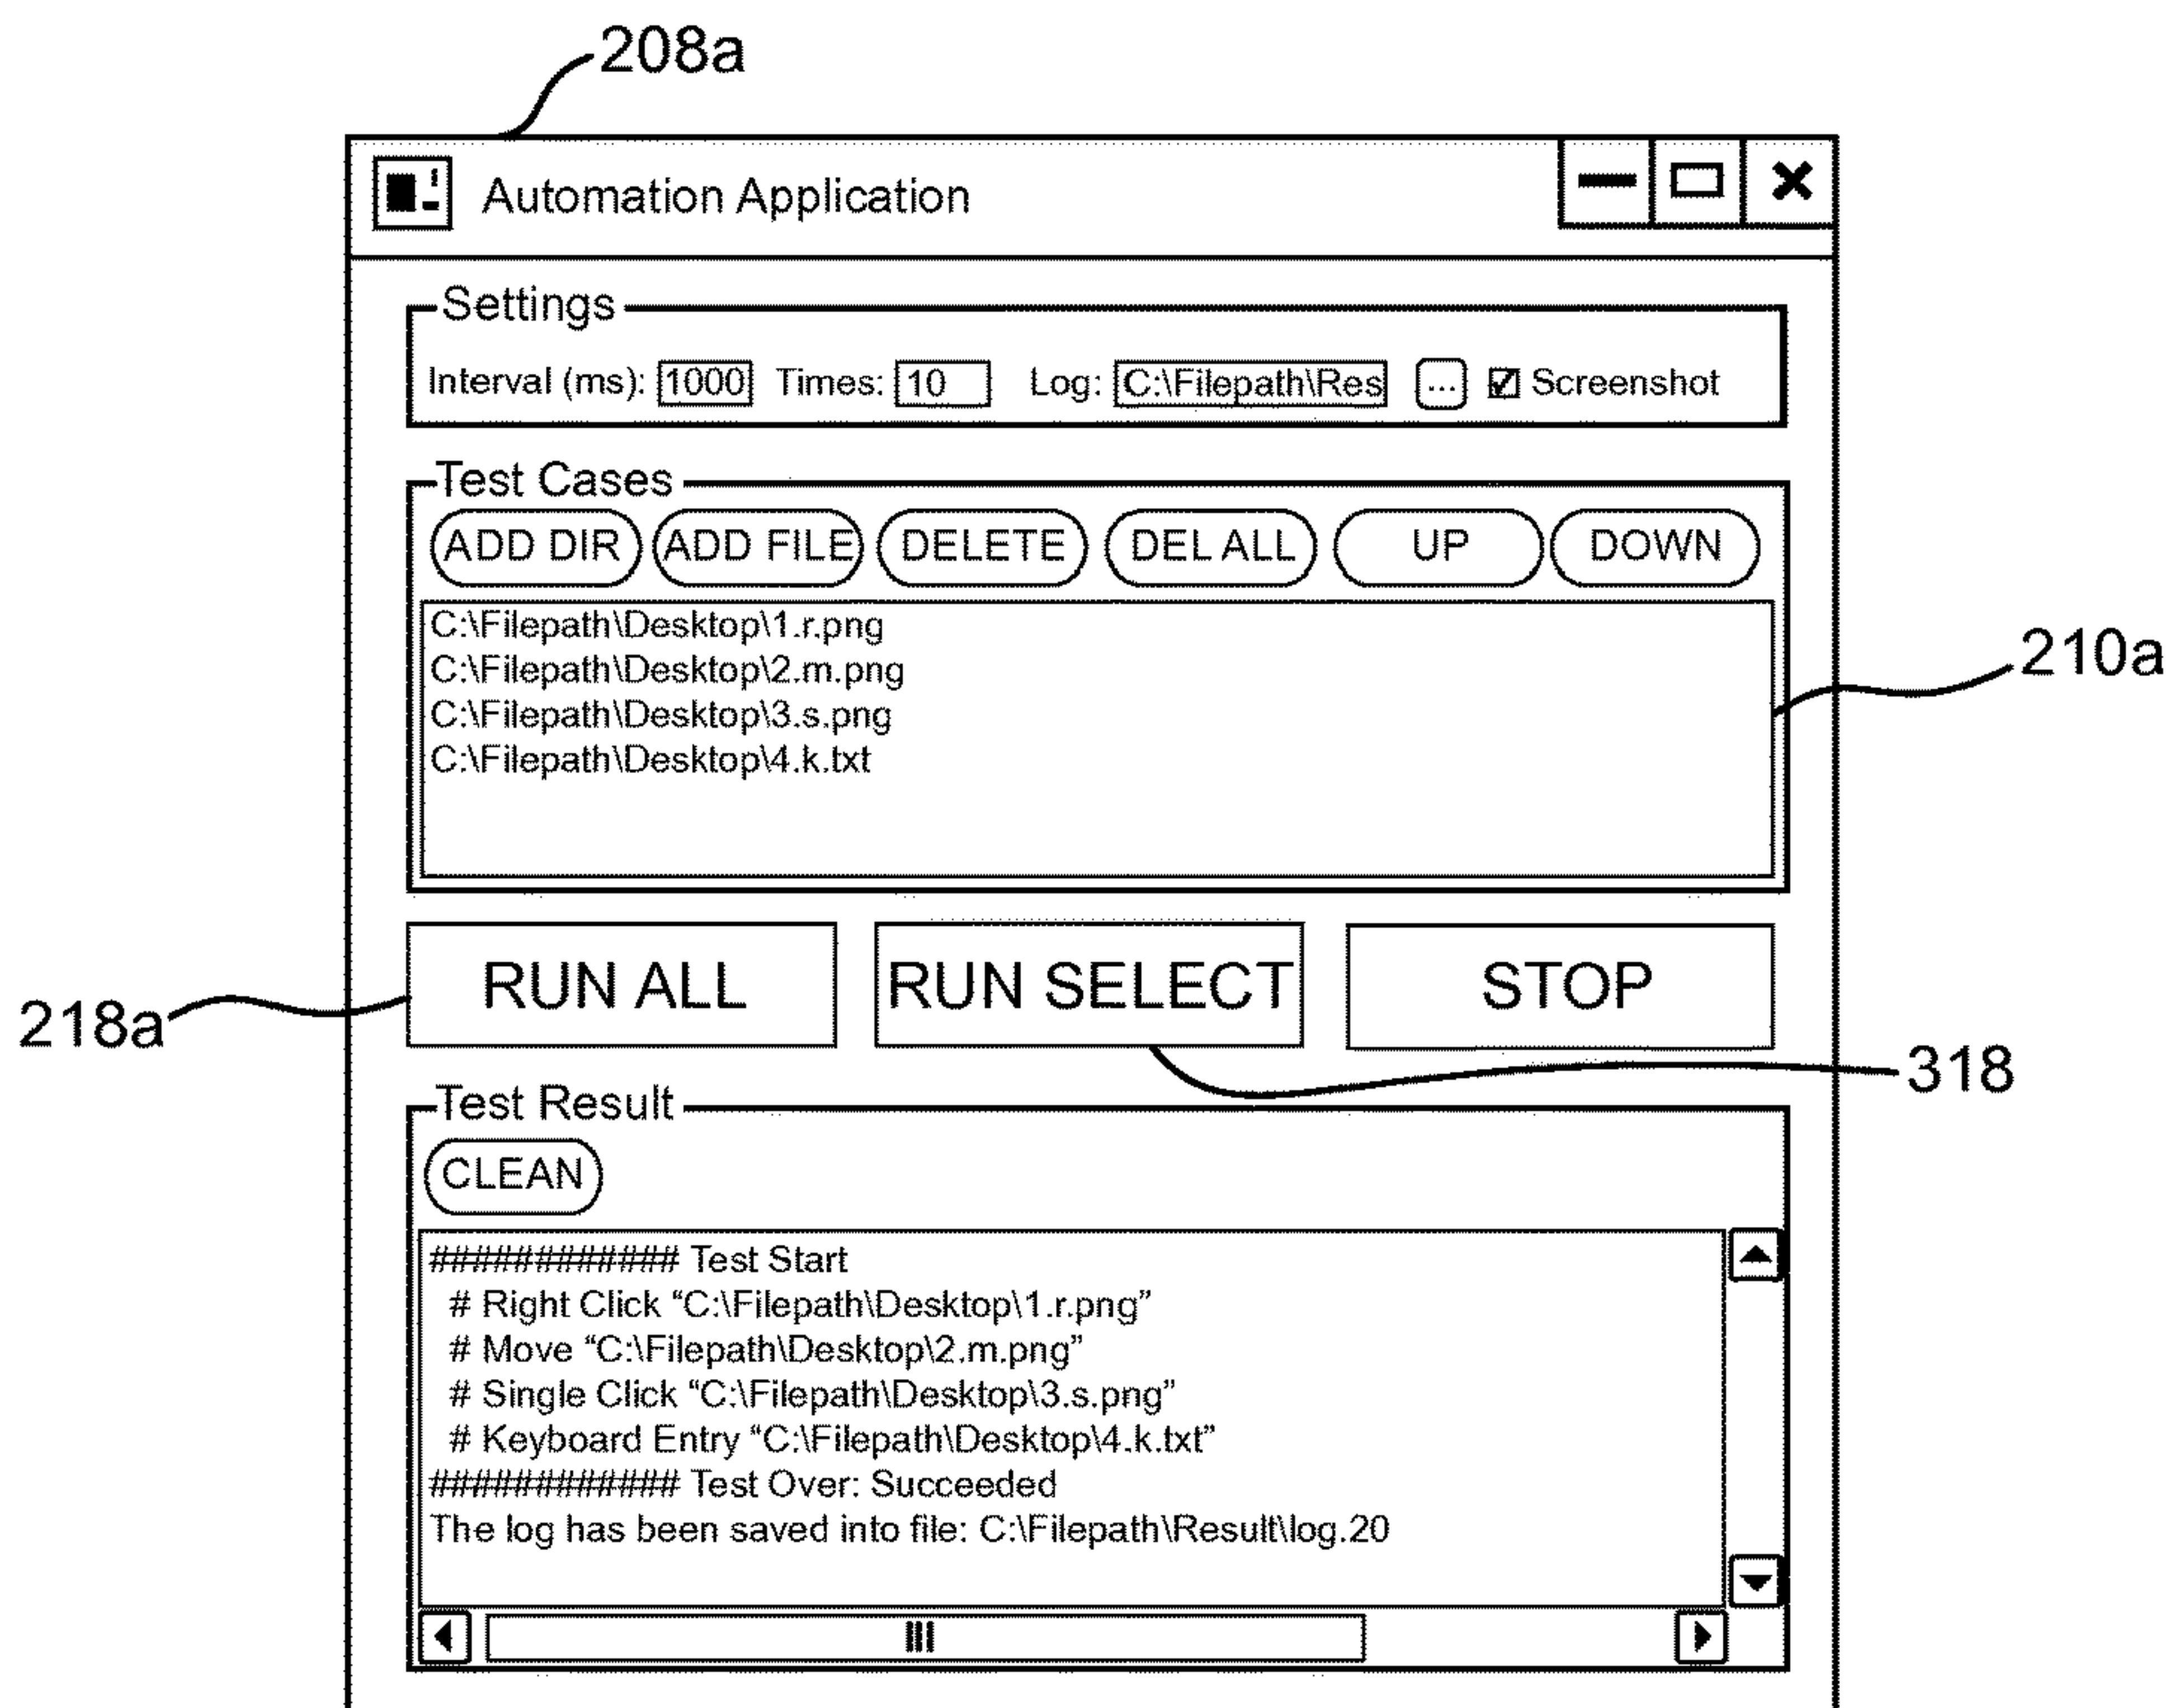 208a
Automation Application
Settings
Interval (ms): 1000 Times: 10 Log: C:\Filepath\Res ... Screenshot
Test Cases
ADD DIR ADD FILE DELETE DEL ALL UP DOWN
C:\Filepath\Desktop\1.r.png
C:\Filepath\Desktop\2.m.png
C:\Filepath\Desktop\3.s.png
C:\Filepath\Desktop\4.k.txt
210a
RUN ALL RUN SELECT STOP
218a
318
Test Result
CLEAN
############ Test Start
# Right Click “C:\Filepath\Desktop\1.r.png”
# Move “C:\Filepath\Desktop\2.m.png”
# Single Click “C:\Filepath\Desktop\3.s.png”
# Keyboard Entry “C:\Filepath\Desktop\4.k.txt”
############ Test Over: Succeeded
The log has been saved into file: C:\Filepath\Result\log.20